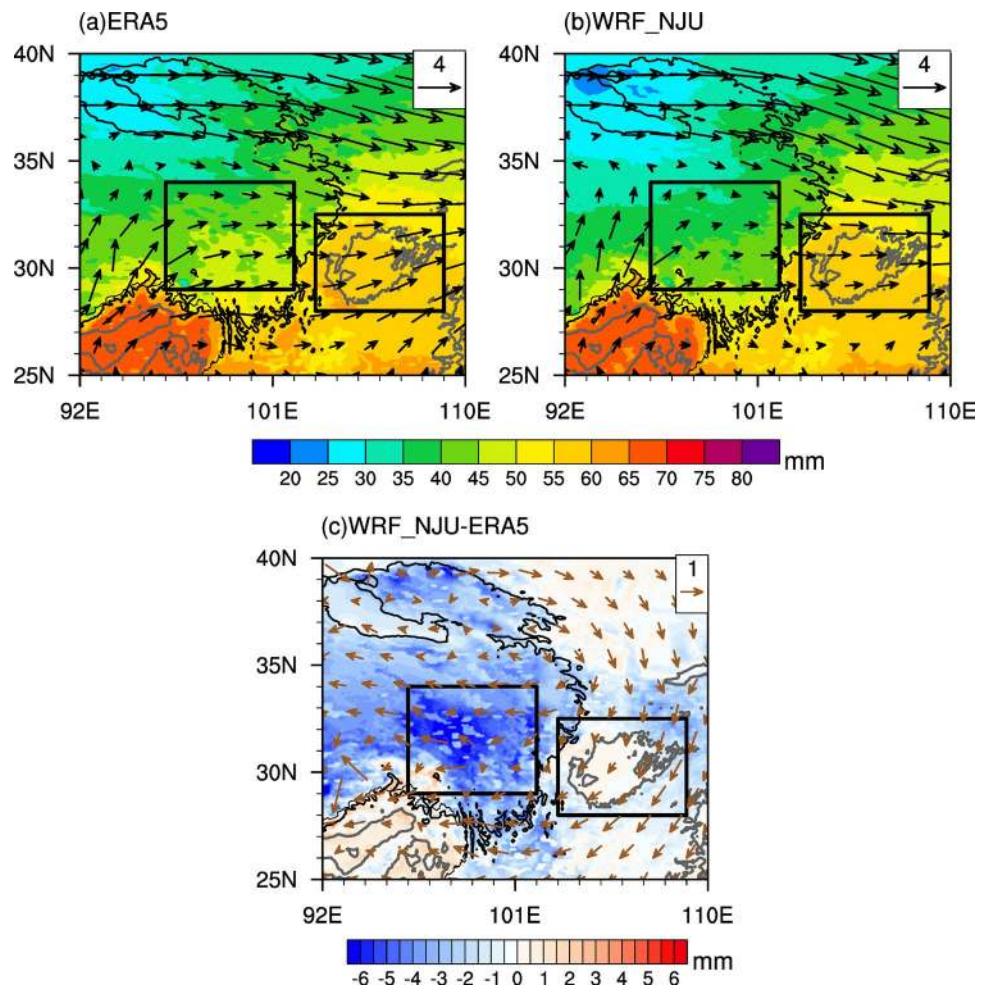 (a)ERA5
(b)WRF_NJU
40N
35N
30N
25N
92E 101E 110E
4
40N
35N
30N
25N
92E 101E 110E
4
20 25 30 35 40 45 50 55 60 65 70 75 80 mm
(c)WRF_NJU-ERA5
40N
35N
30N
25N
92E 101E 110E
1
-6 -5 -4 -3 -2 -1 0 1 2 3 4 5 6 mm